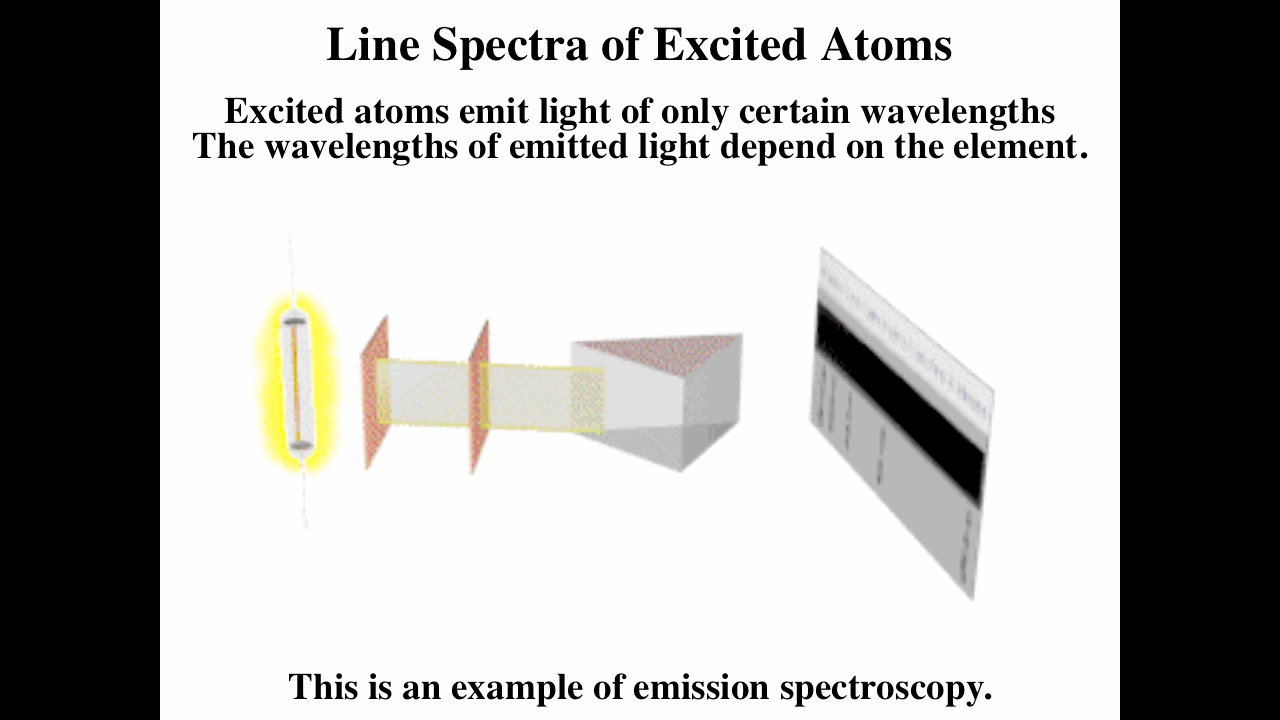 Line Spectra of Excited Atoms
Excited atoms emit light of only certain wavelengths
The wavelengths of emitted light depend on the element.
This is an example of emission spectroscopy.